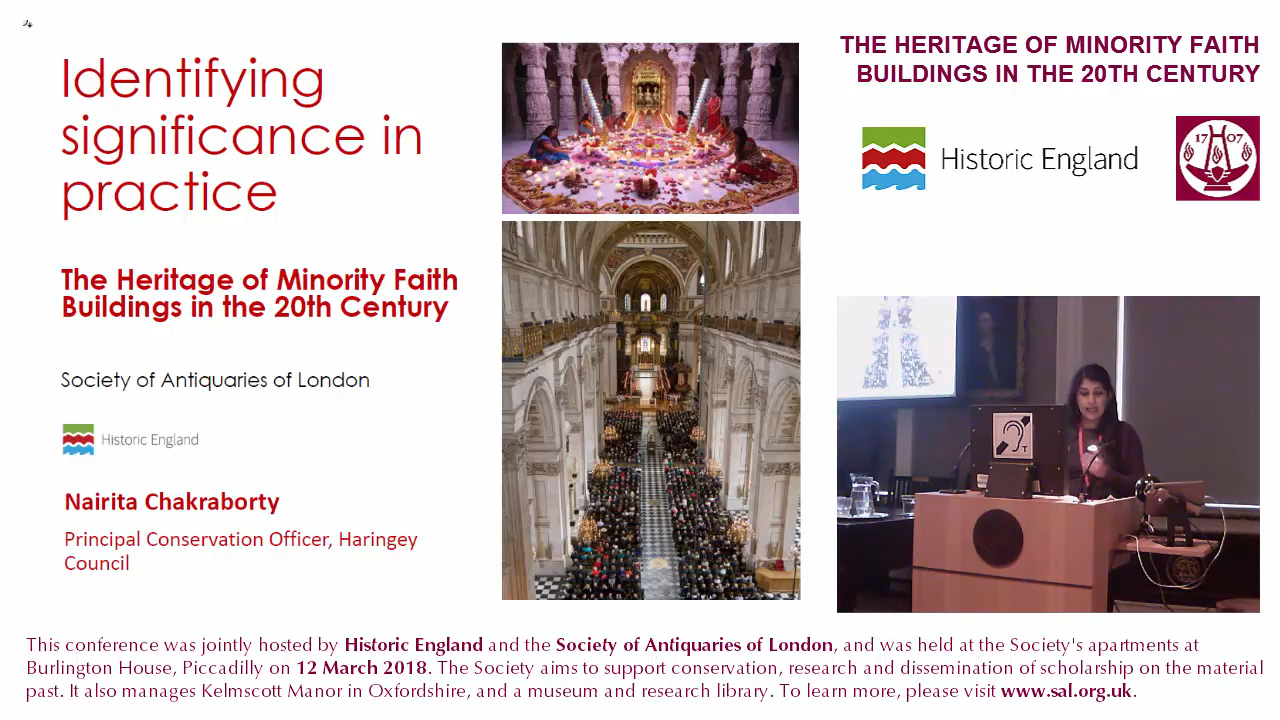 Identifying
significance in
practice
The Heritage of Minority Faith
Buildings in the 20th Century
Society of Antiquaries of London
Historic England
Nairita Chakraborty
Principal Conservation Officer, Haringey
Council
THE HERITAGE OF MINORITY FAITH
BUILDINGS IN THE 20TH CENTURY
Historic England
17 07
T
This conference was jointly hosted by Historic England and the Society of Antiquaries of London, and was held at the Society's apartments at
Burlington House, Piccadilly on 12 March 2018. The Society aims to support conservation, research and dissemination of scholarship on the material
past. It also manages Kelmscott Manor in Oxfordshire, and a museum and research library. To learn more, please visit www.sal.org.uk.